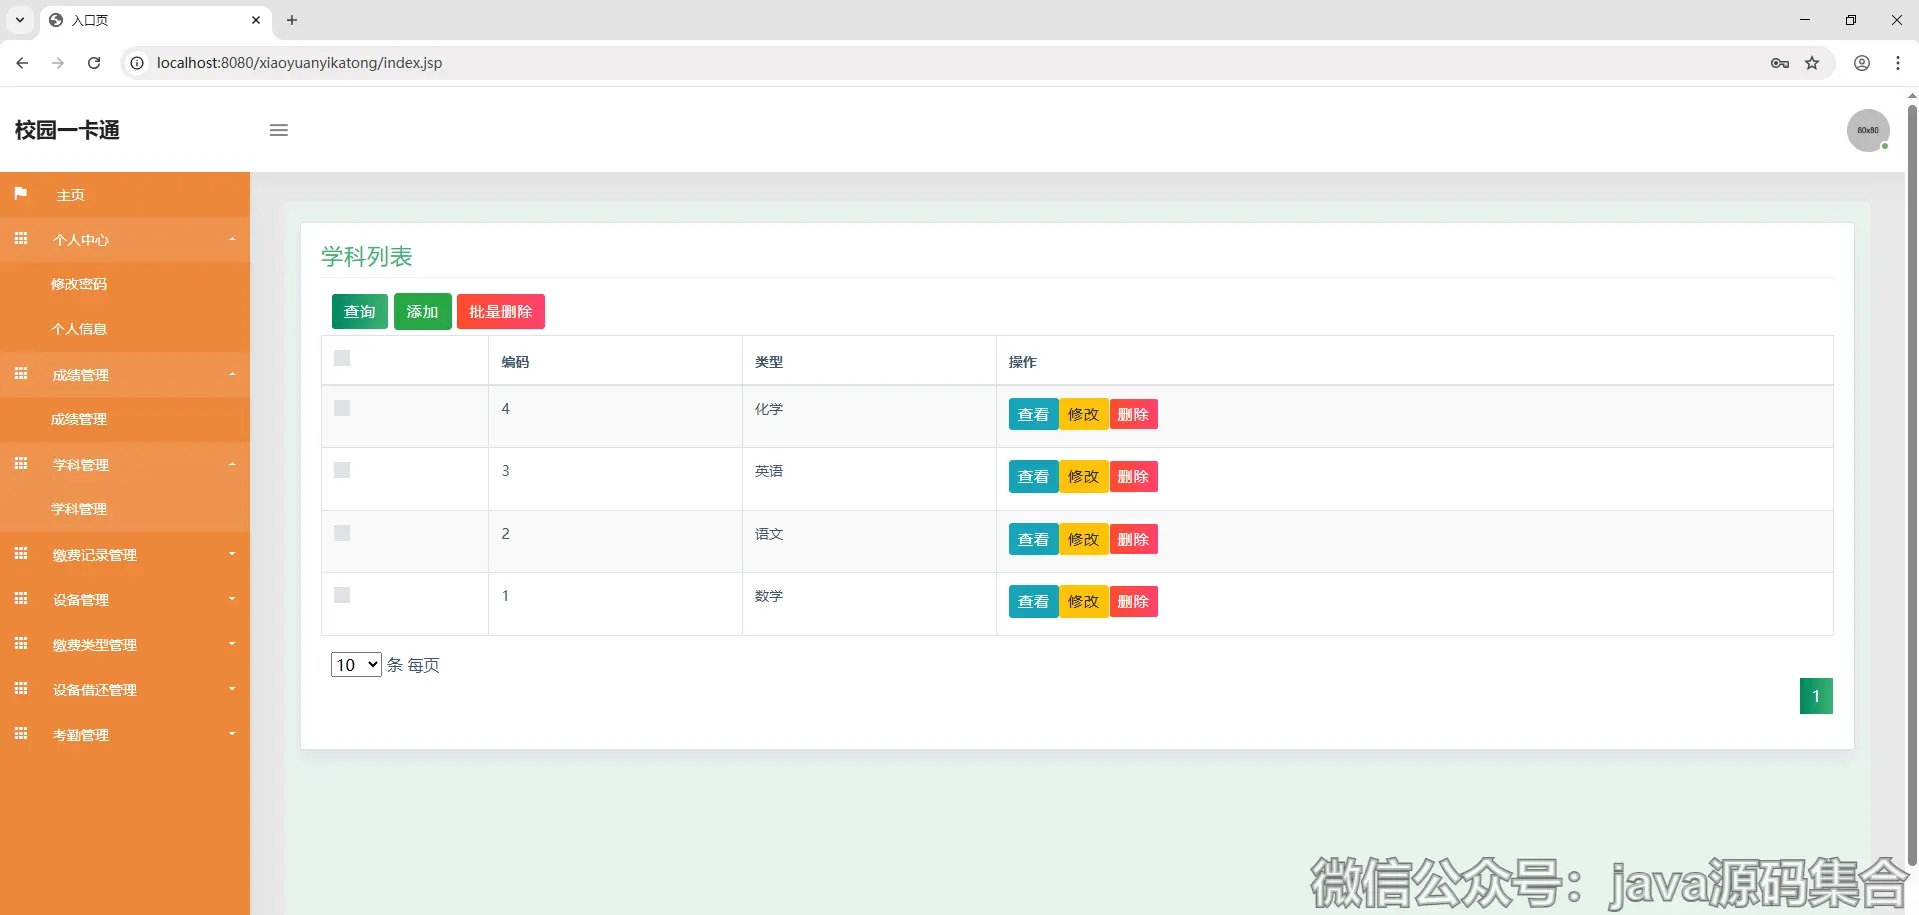 入口页
localhost:8080/xiaoyuanyikatong/index.jsp
校园一卡通
80x80
主页
个人中心
修改密码
个人信息
成绩管理
成绩管理
学科管理
学科管理
缴费记录管理
设备管理
缴费类型管理
设备借还管理
考勤管理
学科列表
查询 添加 批量删除
编码 类型 操作
4 化学 查看 修改 删除
3 英语 查看 修改 删除
2 语文 查看 修改 删除
1 数学 查看 修改 删除
10 条 每页
1
微信公众号：java源码集合